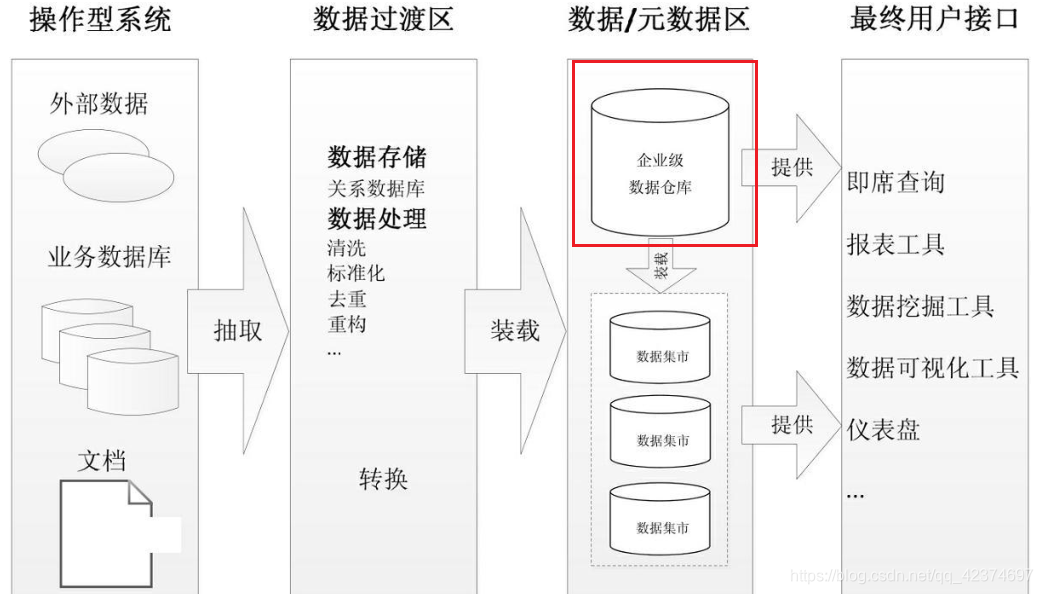 操作型系统
数据过渡区
数据/元数据区
最终用户接口
外部数据
业务数据库
文档
抽取
数据存储
关系数据库
数据处理
清洗
标准化
去重
重构
...
转换
装载
企业级
数据仓库
装载
数据集市
数据集市
数据集市
提供
提供
即席查询
报表工具
数据挖掘工具
数据可视化工具
仪表盘
...
https://blog.csdn.net/qq_42374697